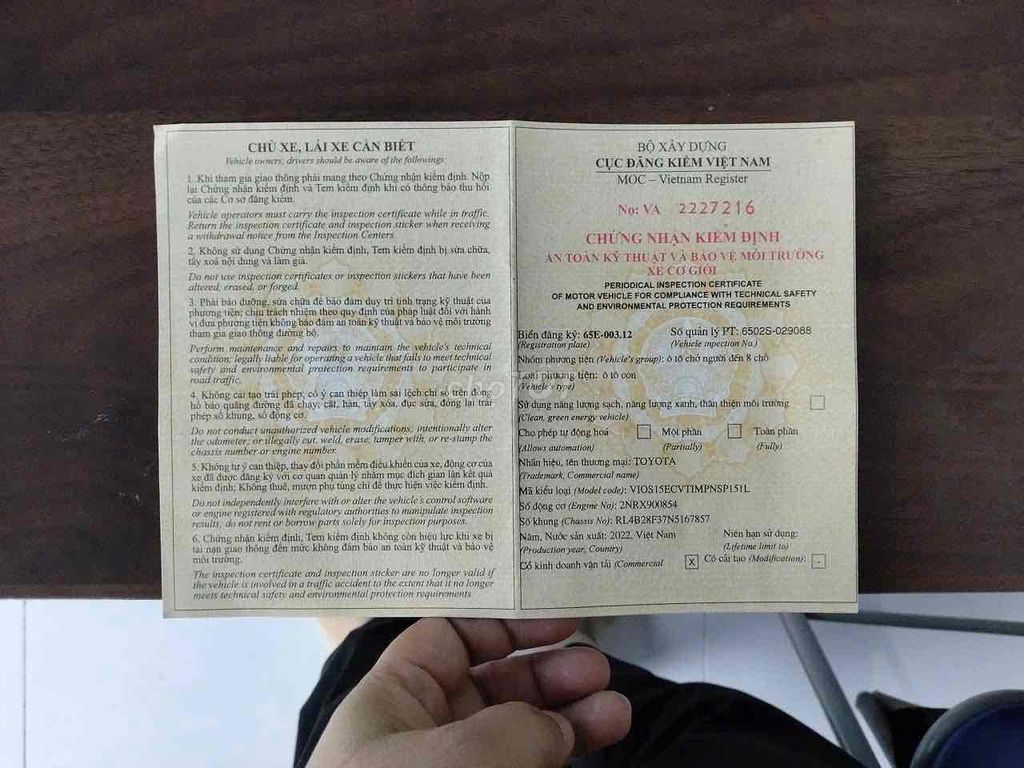 CHỦ XE, LÁI XE CẦN BIẾT
Vehicle owners, drivers should be aware of the followings
1. Khi tham gia giao thông phải mang theo Chứng nhận kiểm định. Nộp
lại Chứng nhận kiểm định và Tem kiểm định khi có thông báo thu hồi
của các Cơ sở đăng kiểm.
Vehicle operators must carry the inspection certificate while in traffic.
Return the inspection certificate and inspection sticker when receiving
a withdrawal notice from the Inspection Centers.
2. Không sử dụng Chứng nhận kiểm định, Tem kiểm định bị sửa chữa,
tẩy xoá nội dung và làm giả.
Do not use inspection certificates or inspection stickers that have been
altered, erased, or forged.
3. Phải bảo dưỡng, sửa chữa để bảo đảm duy trì tình trạng kỹ thuật của
phương tiện; chịu trách nhiệm theo quy định của pháp luật đối với hành
vi đưa phương tiện không bảo đảm an toàn kỹ thuật và bảo vệ môi trường
tham gia giao thông đường bộ.
Perform maintenance and repairs to maintain the vehicle's technical
condition; legally liable for operating a vehicle that fails to meet technical
safety and environmental protection requirements to participate in
road traffic.
4. Không cải tạo trái phép, cố ý can thiệp làm sai lệch chỉ số trên đồng
hồ báo quãng đường đã chạy; cắt, hàn, tẩy xóa, đục sửa, đóng lại trái
phép số khung, số động cơ.
Do not conduct unauthorized vehicle modifications; intentionally alter
the odometer; or illegally cut, weld, erase, tamper with, or re-stamp the
chassis number or engine number.
5. Không tự ý can thiệp, thay đổi phần mềm điều khiển của xe, động cơ của
xe đã được đăng ký với cơ quan quản lý nhằm mục đích gian lận kết quả
kiểm định; Không thuê, mượn phụ tùng chỉ để thực hiện việc kiểm định.
Do not independently interfere with or alter the vehicle's control software
or engine registered with regulatory authorities to manipulate inspection
results, do not rent or borrow parts solely for inspection purposes.
6. Chứng nhận kiểm định, Tem kiểm định không còn hiệu lực khi xe bị
tai nạn giao thông đến mức không đảm bảo an toàn kỹ thuật và bảo vệ
môi trường.
The inspection certificate and inspection sticker are no longer valid if
the vehicle is involved in a traffic accident to the extent that it no longer
meets technical safety and environmental protection requirements.
BỘ XÂY DỰNG
CỤC ĐĂNG KIỂM VIỆT NAM
MOC – Vietnam Register
No: VA 2227216
CHỨNG NHẬN KIỂM ĐỊNH
AN TOÀN KỸ THUẬT VÀ BẢO VỆ MÔI TRƯỜNG
XE CƠ GIỚI
PERIODICAL INSPECTION CERTIFICATE
OF MOTOR VEHICLE FOR COMPLIANCE WITH TECHNICAL SAFETY
AND ENVIRONMENTAL PROTECTION REQUIREMENTS
Biển đăng ký: 65E-003.12 Số quản lý PT: 6502S-029088
(Registration plate) (Vehicle inpection No.)
Nhóm phương tiện (Vehicle's group): ô tô chở người đến 8 chỗ
Loại phương tiện: ô tô con
(Vehicle's type)
Sử dụng năng lượng sạch, năng lượng xanh, thân thiện môi trường
(Clean, green energy vehicle)
Cho phép tự động hoá Một phần Toàn phần
(Allows automation) (Partially) (Fully)
Nhãn hiệu, tên thương mại: TOYOTA
(Trademark, Commercial name)
Mã kiểu loại (Model code): VIOS15ECVTIMPNSP151L
Số động cơ (Engine No): 2NRX900854
Số khung (Chassis No): RL4B28F37N5167857
Năm, Nước sản xuất: 2022, Việt Nam Niên hạn sử dụng:
(Production year, Country) (Lifetime limit to)
Có kinh doanh vận tải (Commercial X Có cải tạo (Modification): -